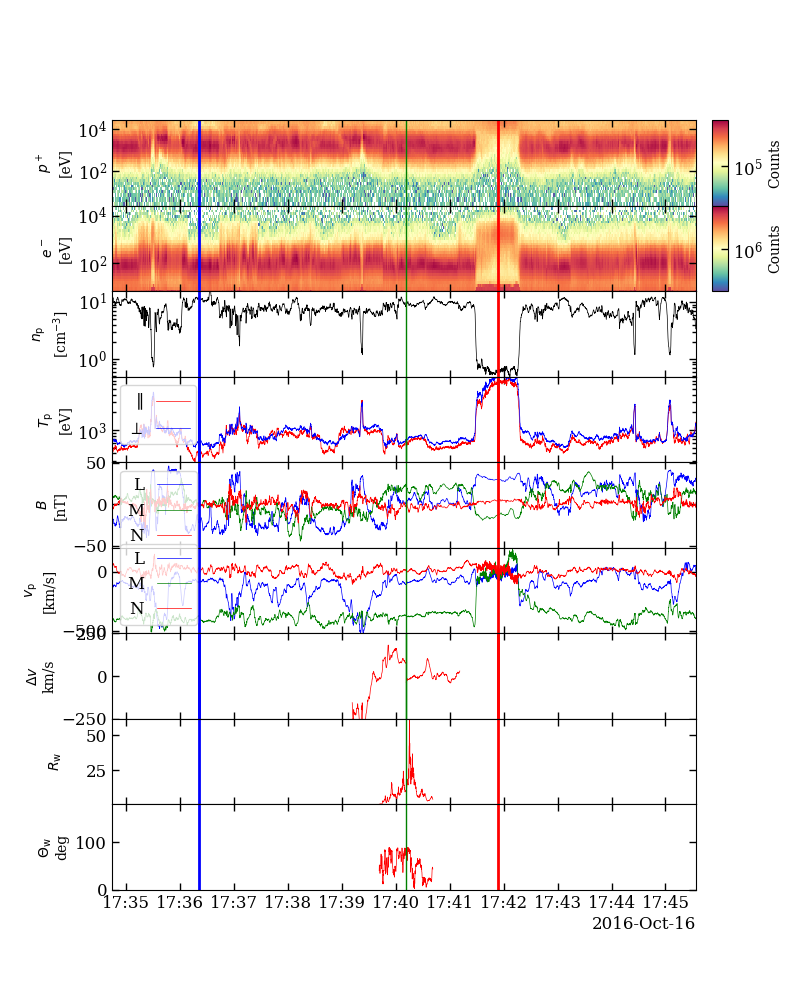 10⁴
10²
p⁺
[eV]
10⁵
Counts
10⁴
10²
e⁻
[eV]
10⁶
Counts
10¹
10⁰
nₚ
[cm⁻³]
10³
Tₚ
[eV]
∥
⊥
50
0
−50
B
[nT]
L
M
N
0
−500
vₚ
[km/s]
L
M
N
250
0
−250
Δv
km/s
50
25
R_w
100
0
Θ_w
deg
17:35 17:36 17:37 17:38 17:39 17:40 17:41 17:42 17:43 17:44 17:45
2016-Oct-16